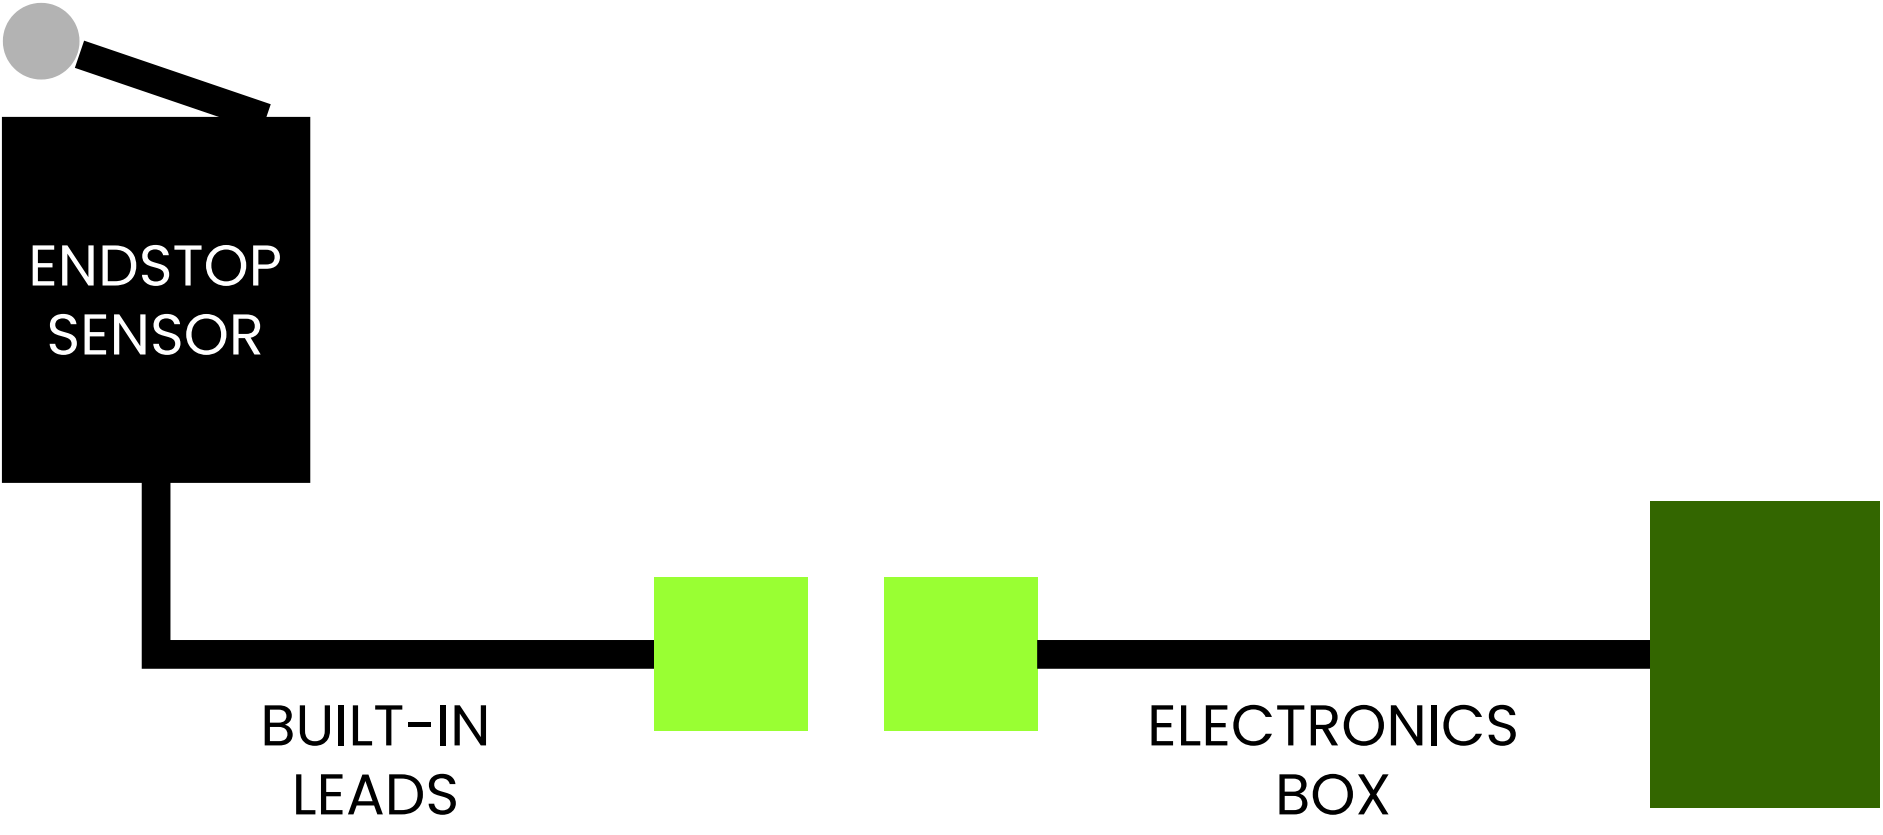 ENDSTOP
SENSOR
BUILT-IN
LEADS
ELECTRONICS
BOX